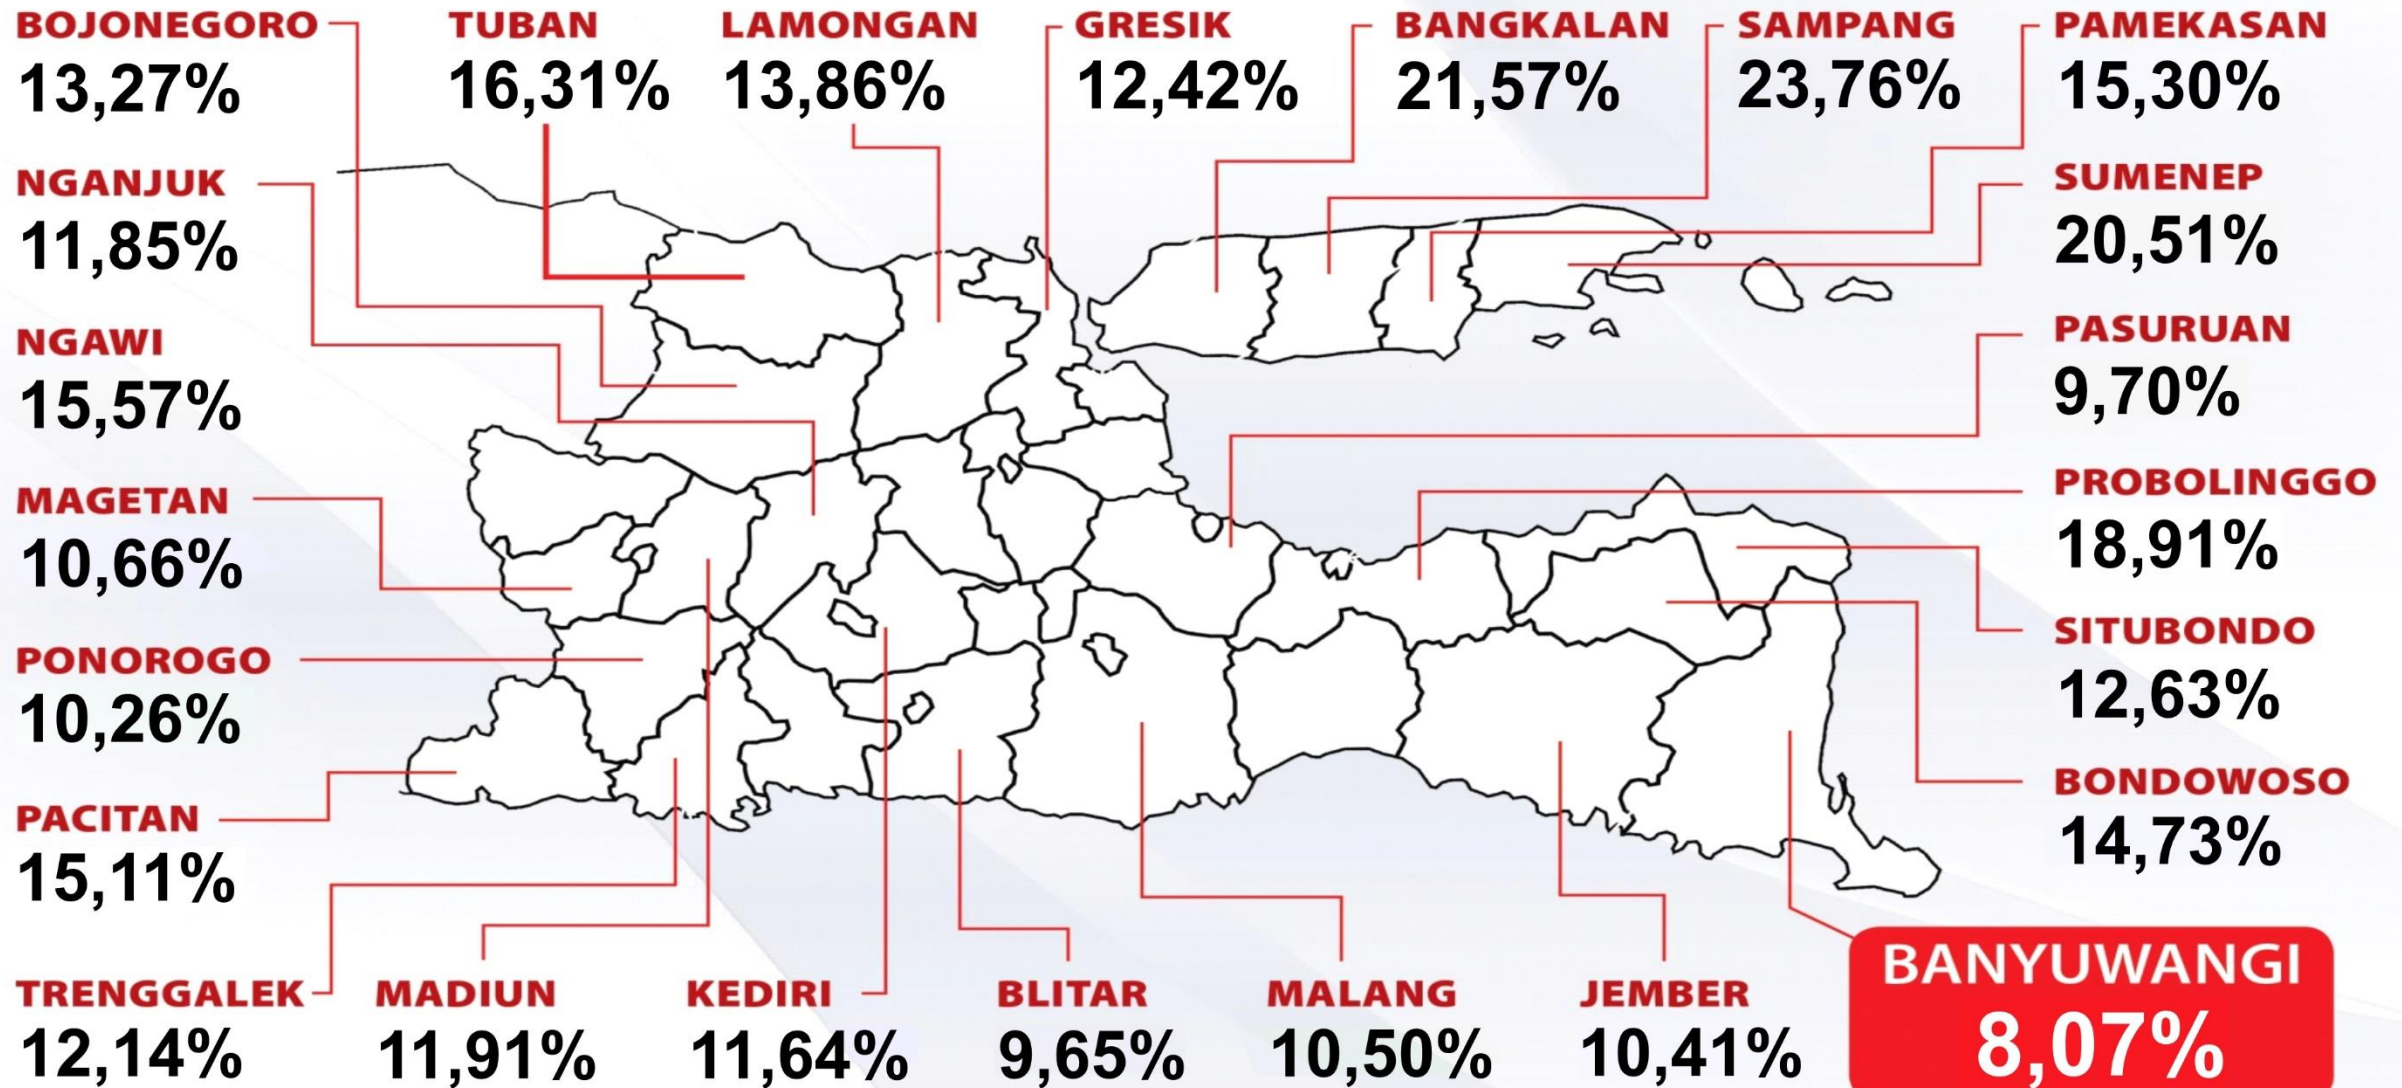 BOJONEGORO
13,27%
TUBAN
16,31%
LAMONGAN
13,86%
GRESIK
12,42%
BANGKALAN
21,57%
SAMPANG
23,76%
PAMEKASAN
15,30%
NGANJUK
11,85%
SUMENEP
20,51%
NGAWI
15,57%
PASURUAN
9,70%
MAGETAN
10,66%
PROBOLINGGO
18,91%
PONOROGO
10,26%
SITUBONDO
12,63%
PACITAN
15,11%
BONDOWOSO
14,73%
TRENGGALEK
12,14%
MADIUN
11,91%
KEDIRI
11,64%
BLITAR
9,65%
MALANG
10,50%
JEMBER
10,41%
BANYUWANGI
8,07%